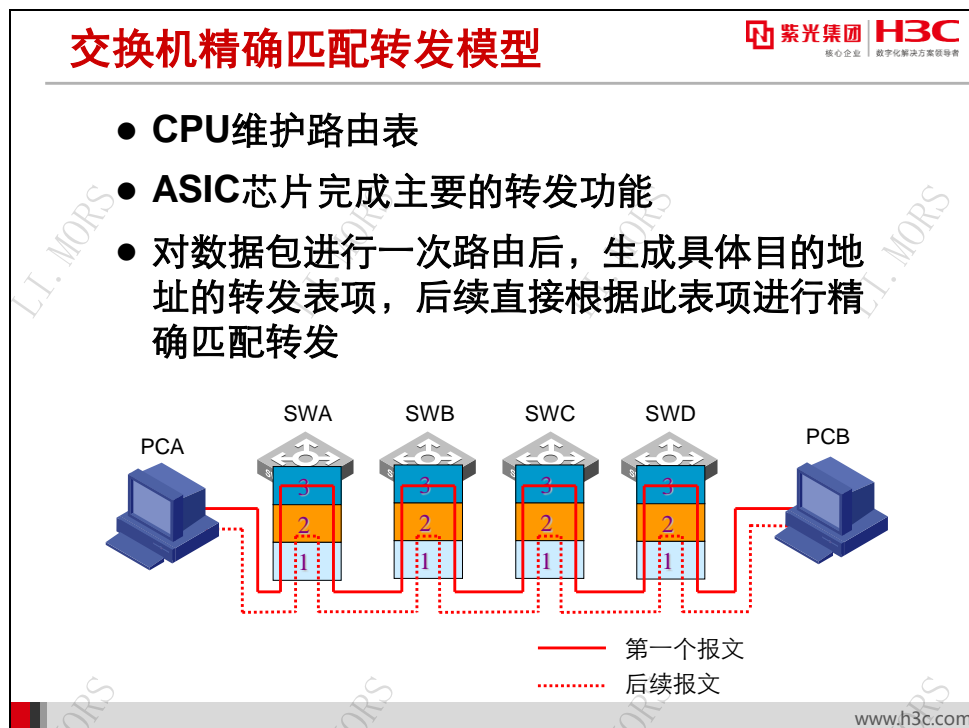 交换机精确匹配转发模型
紫光集团
核心企业
H3C
数字化解决方案领导者
● CPU维护路由表
● ASIC芯片完成主要的转发功能
● 对数据包进行一次路由后，生成具体目的地
址的转发表项，后续直接根据此表项进行精
确匹配转发
LI.MORS
LI.MORS
LI.MORS
PCA
SWA
SWB
SWC
SWD
PCB
3
3
3
3
2
2
2
2
1
1
1
1
第一个报文
后续报文
www.h3c.com